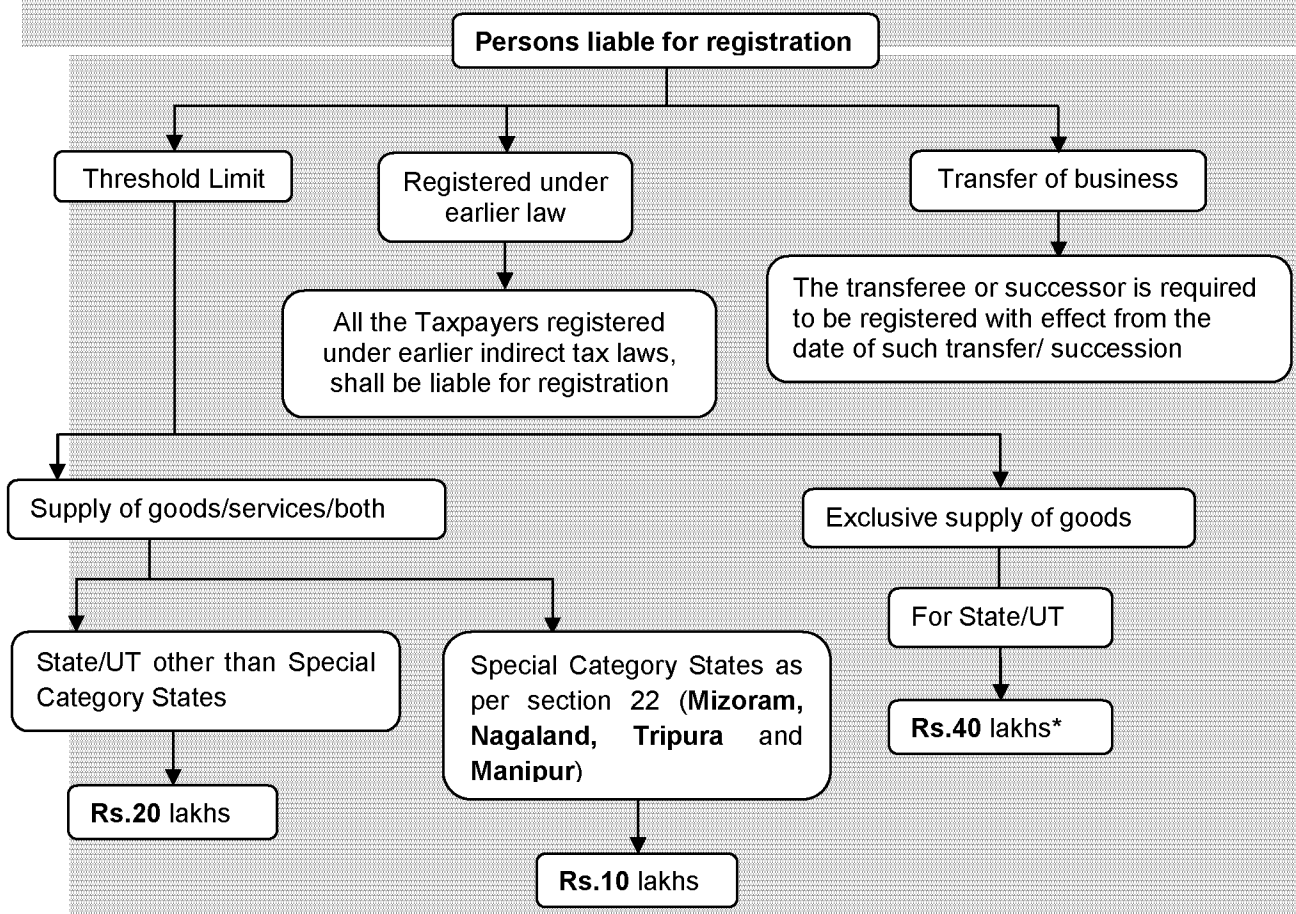 Persons liable for registration
Threshold Limit
Registered under
earlier law
Transfer of business
All the Taxpayers registered
under earlier indirect tax laws,
shall be liable for registration
The transferee or successor is required
to be registered with effect from the
date of such transfer/ succession
Supply of goods/services/both
Exclusive supply of goods
State/UT other than Special
Category States
Special Category States as
per section 22 (Mizoram,
Nagaland, Tripura and
Manipur)
For State/UT
Rs.40 lakhs*
Rs.20 lakhs
Rs.10 lakhs